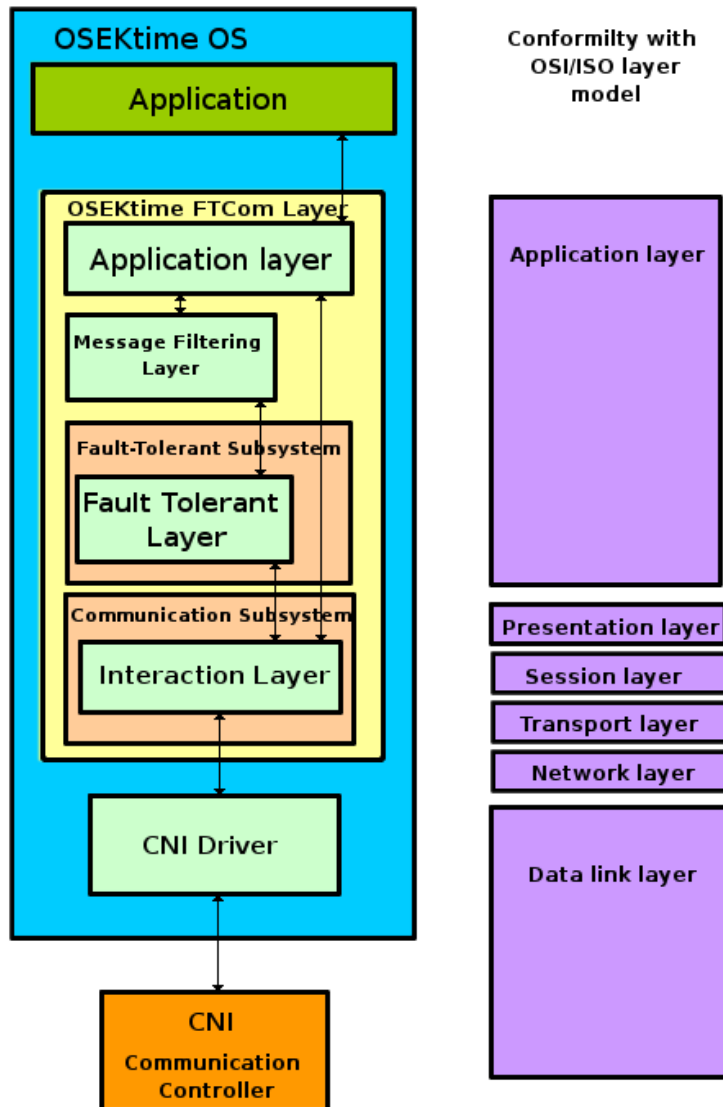 OSEKtime OS
Application
OSEKtime FTCom Layer
Application layer
Message Filtering
Layer
Fault-Tolerant Subsystem
Fault Tolerant
Layer
Communication Subsystem
Interaction Layer
CNI Driver
CNI
Communication
Controller
Conformilty with
OSI/ISO layer
model
Application layer
Presentation layer
Session layer
Transport layer
Network layer
Data link layer